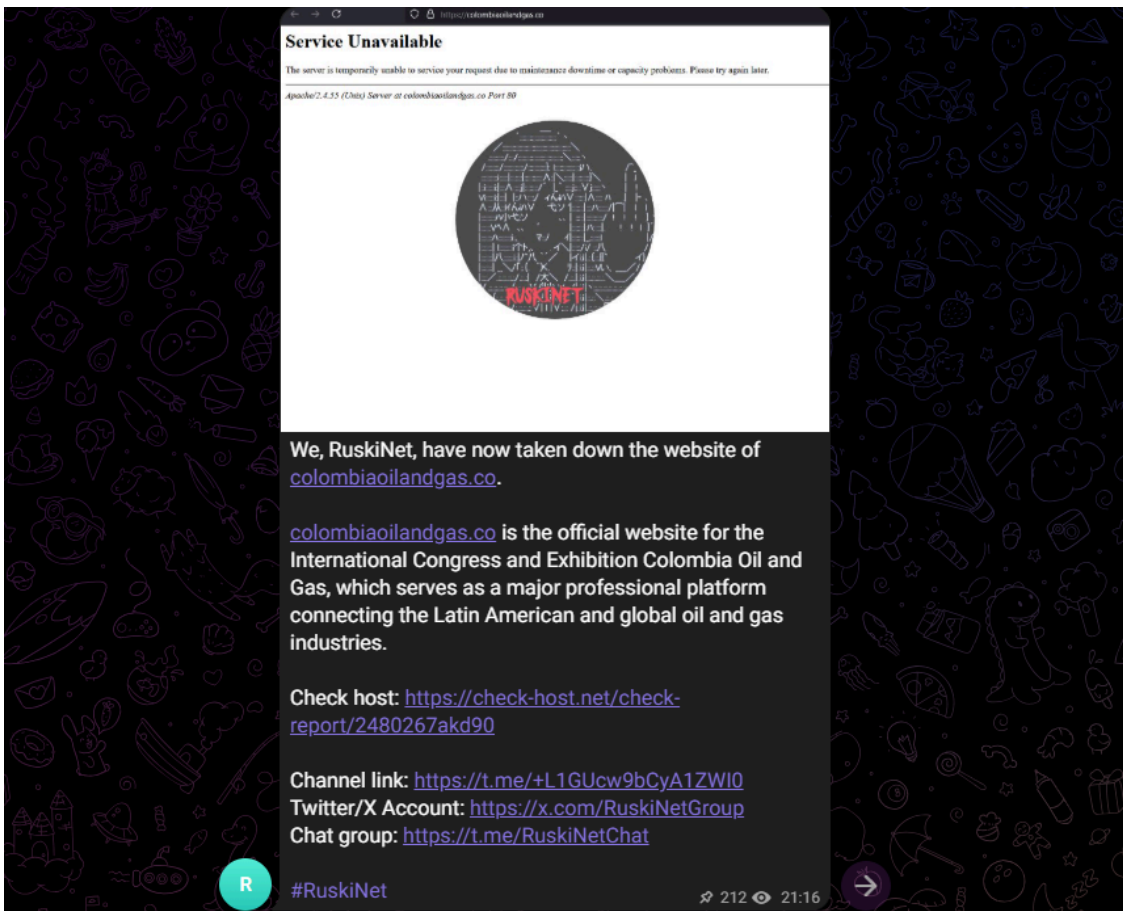 https://colombiaoilandgas.co
Service Unavailable
The server is temporarily unable to service your request due to maintenance downtime or capacity problems. Please try again later.
Apache/2.4.55 (Unix) Server at colombiaoilandgas.co Port 80
RUSKINET
We, RuskiNet, have now taken down the website of
colombiaoilandgas.co.
colombiaoilandgas.co is the official website for the
International Congress and Exhibition Colombia Oil and
Gas, which serves as a major professional platform
connecting the Latin American and global oil and gas
industries.
Check host: https://check-host.net/check-
report/2480267akd90
Channel link: https://t.me/+L1GUcw9bCyA1ZWI0
Twitter/X Account: https://x.com/RuskiNetGroup
Chat group: https://t.me/RuskiNetChat
R
#RuskiNet
212 21:16